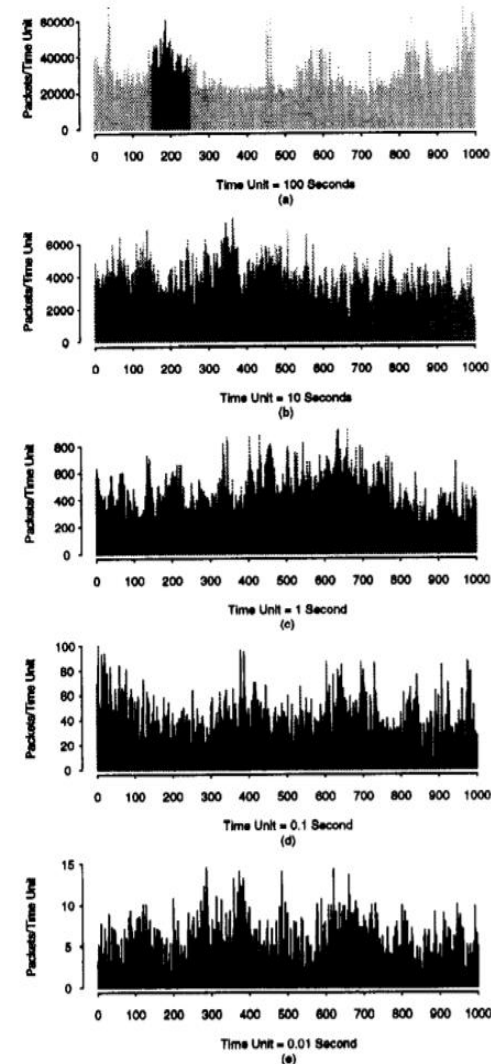 Packets/Time Unit
60000
40000
20000
0
0 100 200 300 400 500 600 700 800 900 1000
Time Unit = 100 Seconds
(a)
Packets/Time Unit
6000
4000
2000
0
0 100 200 300 400 500 600 700 800 900 1000
Time Unit = 10 Seconds
(b)
Packets/Time Unit
800
600
400
200
0
0 100 200 300 400 500 600 700 800 900 1000
Time Unit = 1 Second
(c)
Packets/Time Unit
100
80
60
40
20
0
0 100 200 300 400 500 600 700 800 900 1000
Time Unit = 0.1 Second
(d)
Packets/Time Unit
15
10
5
0
0 100 200 300 400 500 600 700 800 900 1000
Time Unit = 0.01 Second
(e)